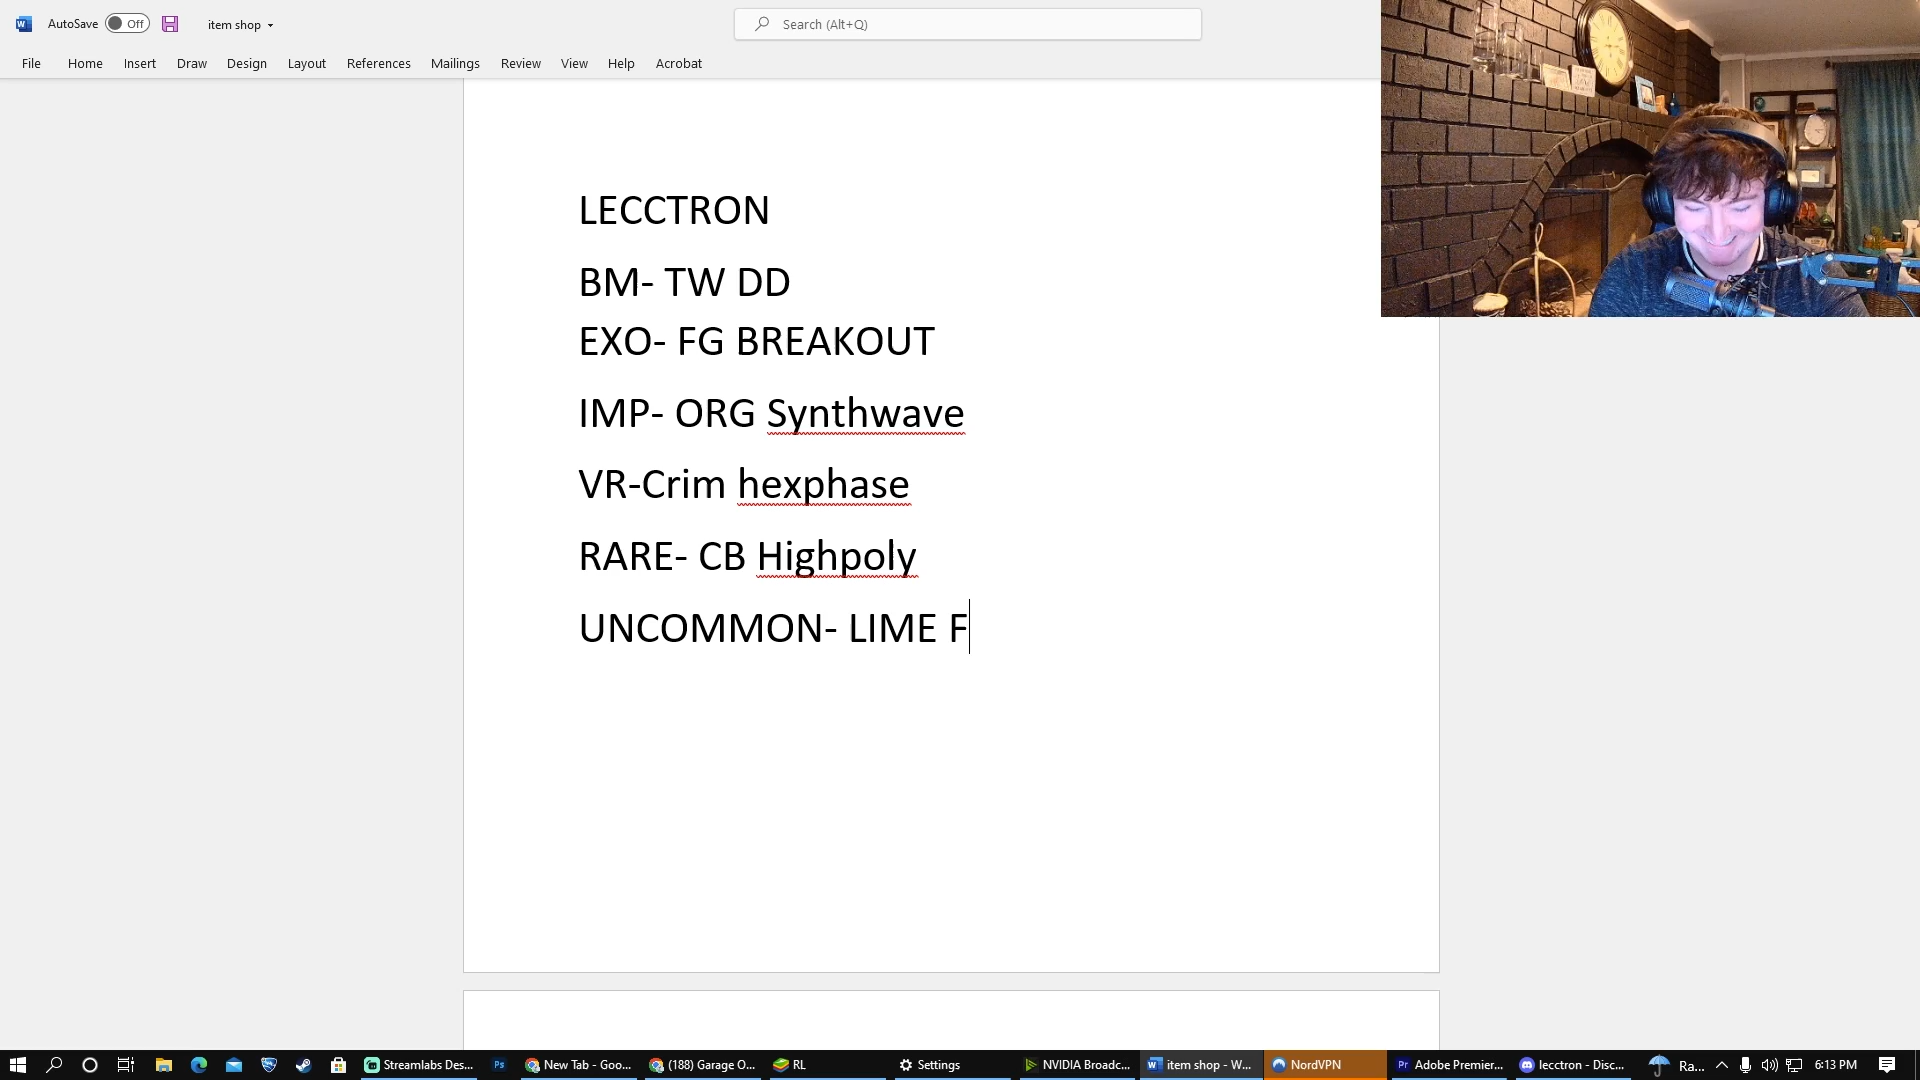 AutoSave Off item shop Search (Alt+Q)
File Home Insert Draw Design Layout References Mailings Review View Help Acrobat
LECCTRON
BM- TW DD
EXO- FG BREAKOUT
IMP- ORG Synthwave
VR-Crim hexphase
RARE- CB Highpoly
UNCOMMON- LIME F
Streamlabs Des... Ps New Tab - Goo... (188) Garage O... RL Settings NVIDIA Broadc... item shop - W... NordVPN Pr Adobe Premier... lecctron - Disc... Ra... 6:13 PM